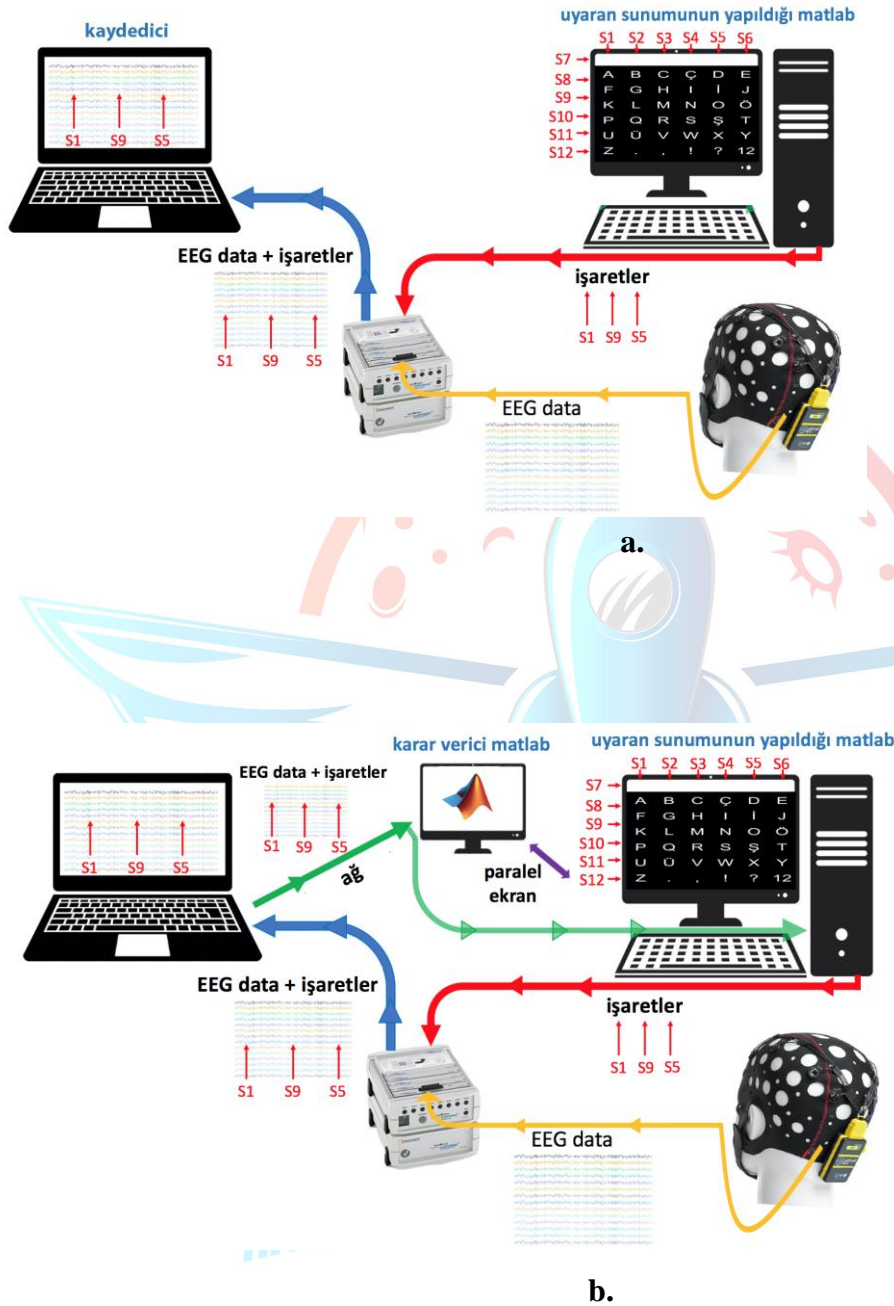 kaydedici
S1 S9 S5
uyaran sunumunun yapıldığı matlab
S1 S2 S3 S4 S5 S6
S7
S8 A B C Ç D E
S9 F G H I İ J
S10 K L M N O Ö
S11 P Q R S Ş T
S12 U Ü V W X Y
Z . , ! ? 12
EEG data + işaretler
S1 S9 S5
işaretler
S1 S9 S5
EEG data
a.
karar verici matlab
uyaran sunumunun yapıldığı matlab
EEG data + işaretler
S1 S9 S5
ağ
S1 S9 S5
paralel
ekran
S1 S2 S3 S4 S5 S6
S7
S8 A B C Ç D E
S9 F G H I İ J
S10 K L M N O Ö
S11 P Q R S Ş T
S12 U Ü V W X Y
Z . , ! ? 12
EEG data + işaretler
S1 S9 S5
işaretler
S1 S9 S5
EEG data
b.